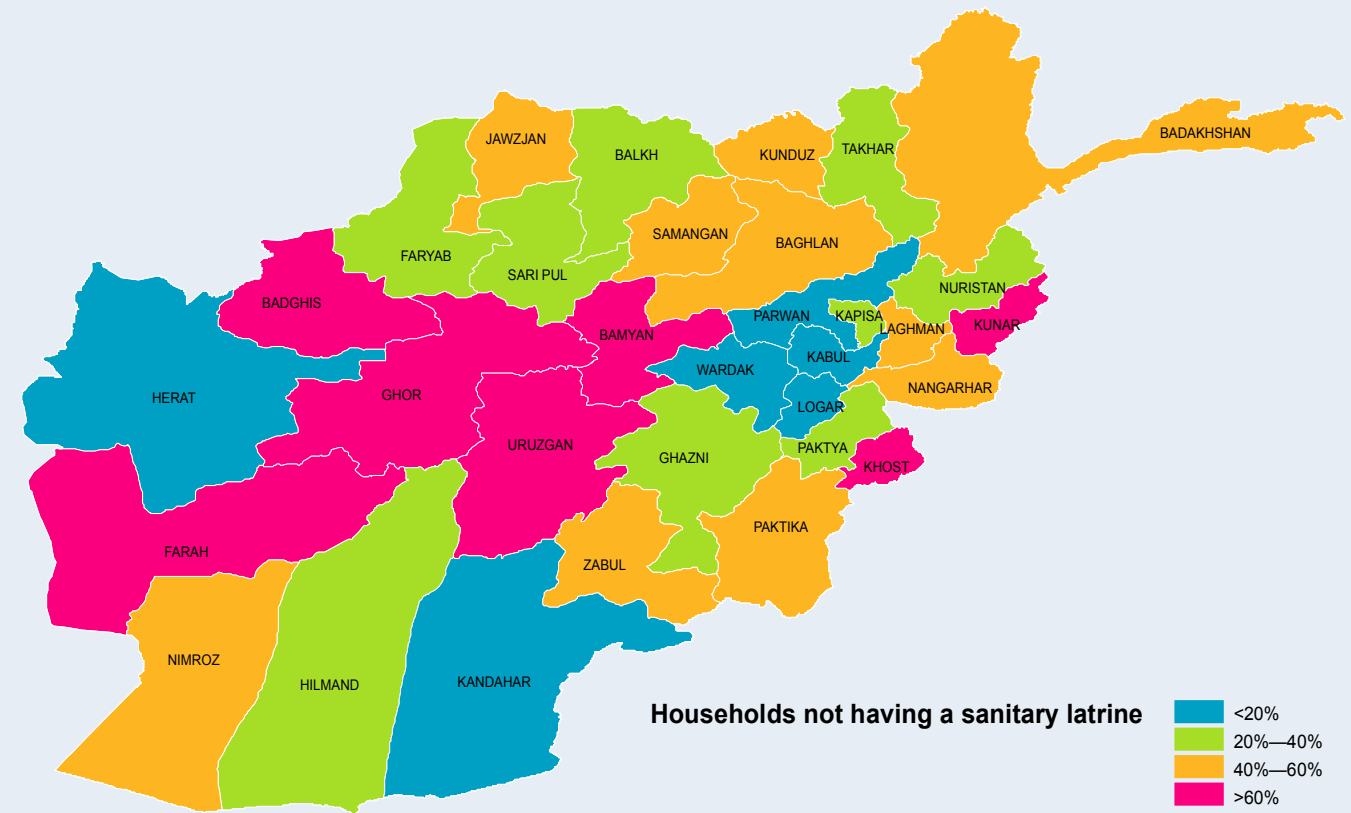 BADAKHSHAN
JAWZJAN
BALKH
KUNDUZ
TAKHAR
SAMANGAN
BAGHLAN
FARYAB
SARI PUL
NURISTAN
BADGHIS
PARWAN
KAPISA
LAGHMAN
KUNAR
BAMYAN
KABUL
WARDAK
NANGARHAR
HERAT
GHOR
LOGAR
URUZGAN
GHAZNI
PAKTYA
KHOST
PAKTIKA
FARAH
ZABUL
NIMROZ
HILMAND
KANDAHAR
Households not having a sanitary latrine
<20%
20%—40%
40%—60%
>60%